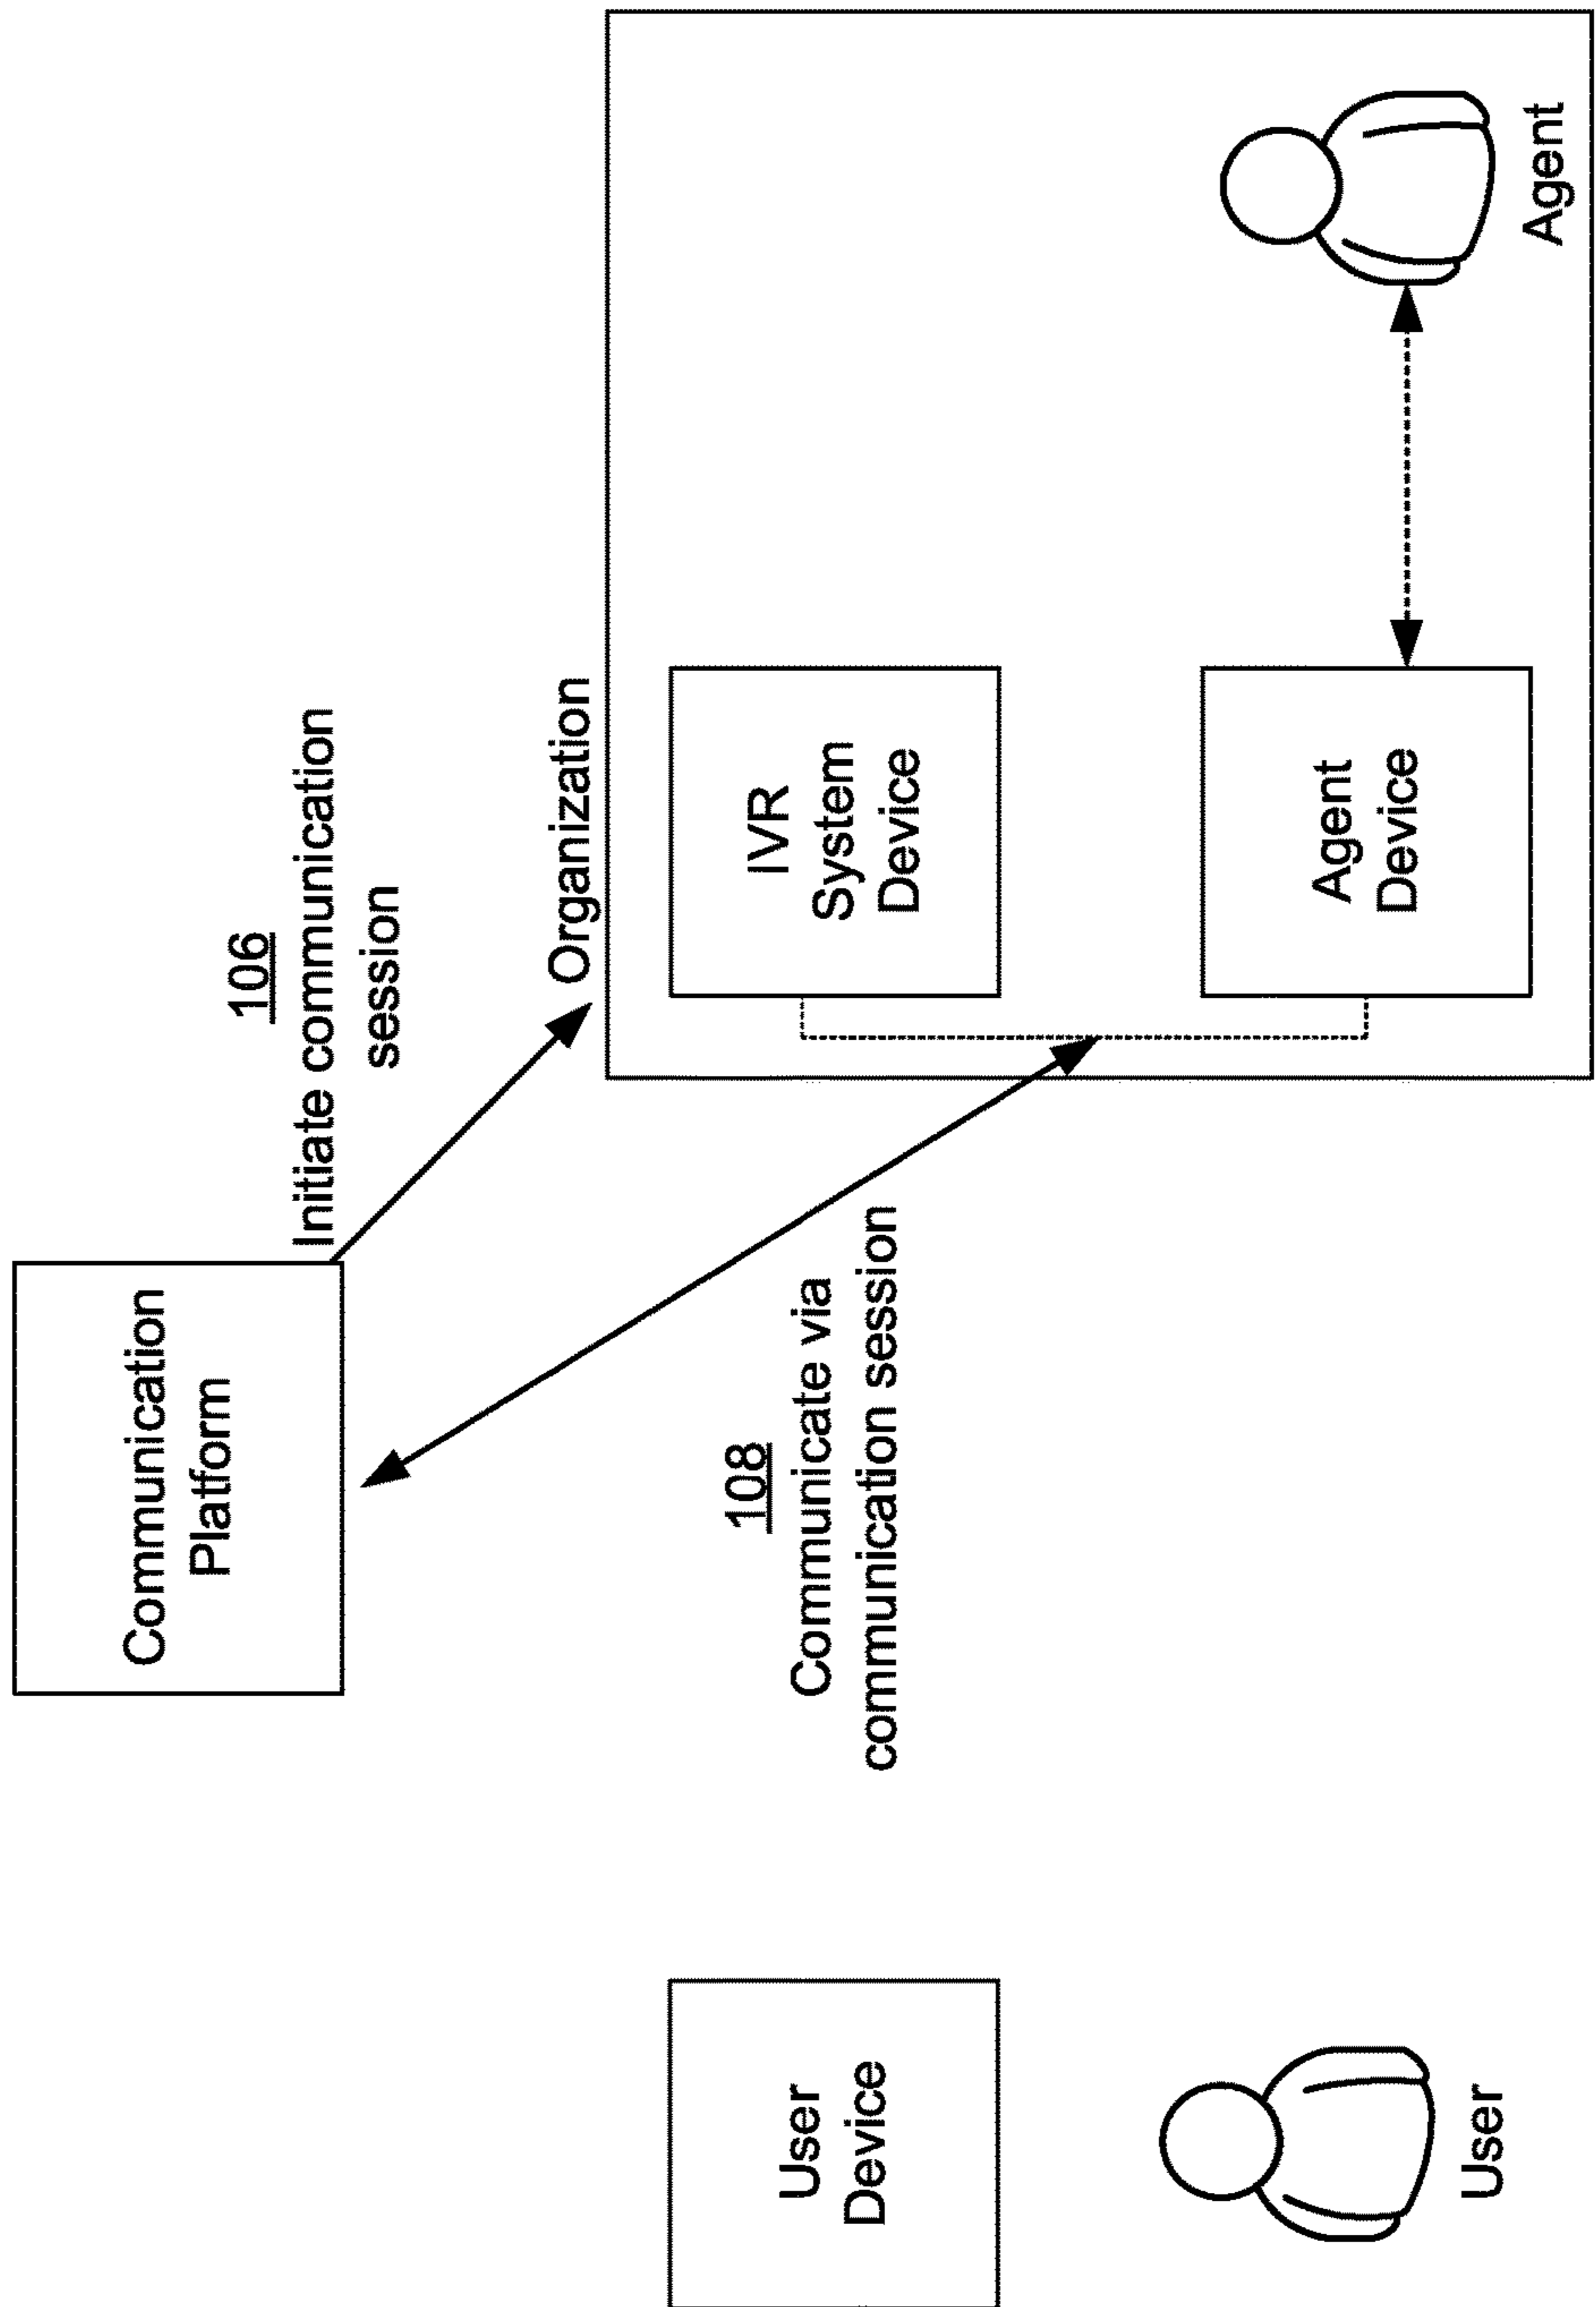 Communication
Platform
106
Initiate communication
session
Organization
User
Device
108
Communicate via
communication session
IVR
System
Device
Agent
Device
User
Agent